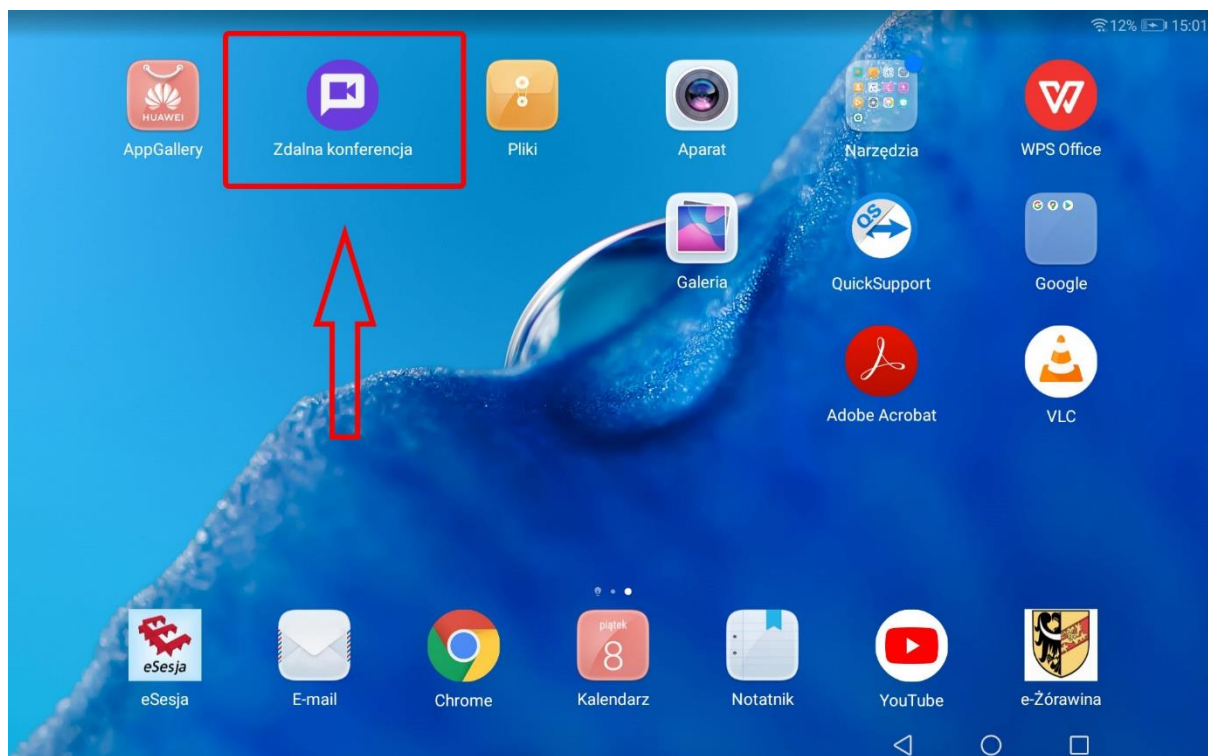 12% 15:01
HUAWEI
AppGallery
Zdalna konferencja
Pliki
Aparat
Narzędzia
WPS Office
QS
Galeria
QuickSupport
Google
Adobe Acrobat
VLC
eSesja
piątek
8
eSesja
E-mail
Chrome
Kalendarz
Notatnik
YouTube
e-Żórawina